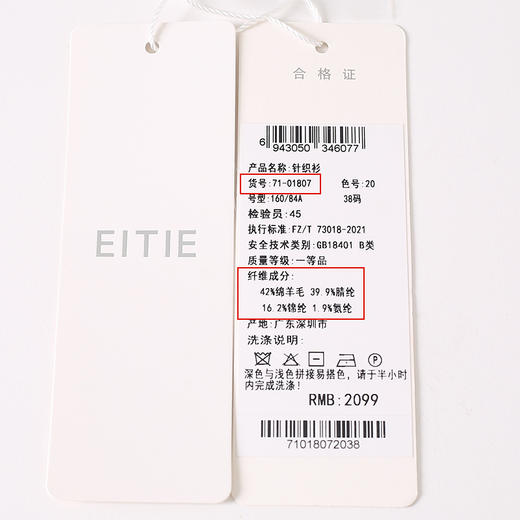 EITIE
合格证
6 943050 346077
产品名称:针织衫
货号:71-01807 色号:20
号型:160/84A 38码
检验员:45
执行标准:FZ/T 73018-2021
安全技术类别:GB18401 B类
质量等级:一等品
纤维成分:
42%绵羊毛 39.9%腈纶
16.2%锦纶 1.9%氨纶
产地:广东深圳市
洗涤说明:
P
深色与浅色拼接易搭色,请于半小时
内完成洗涤!
RMB:2099
71018072038